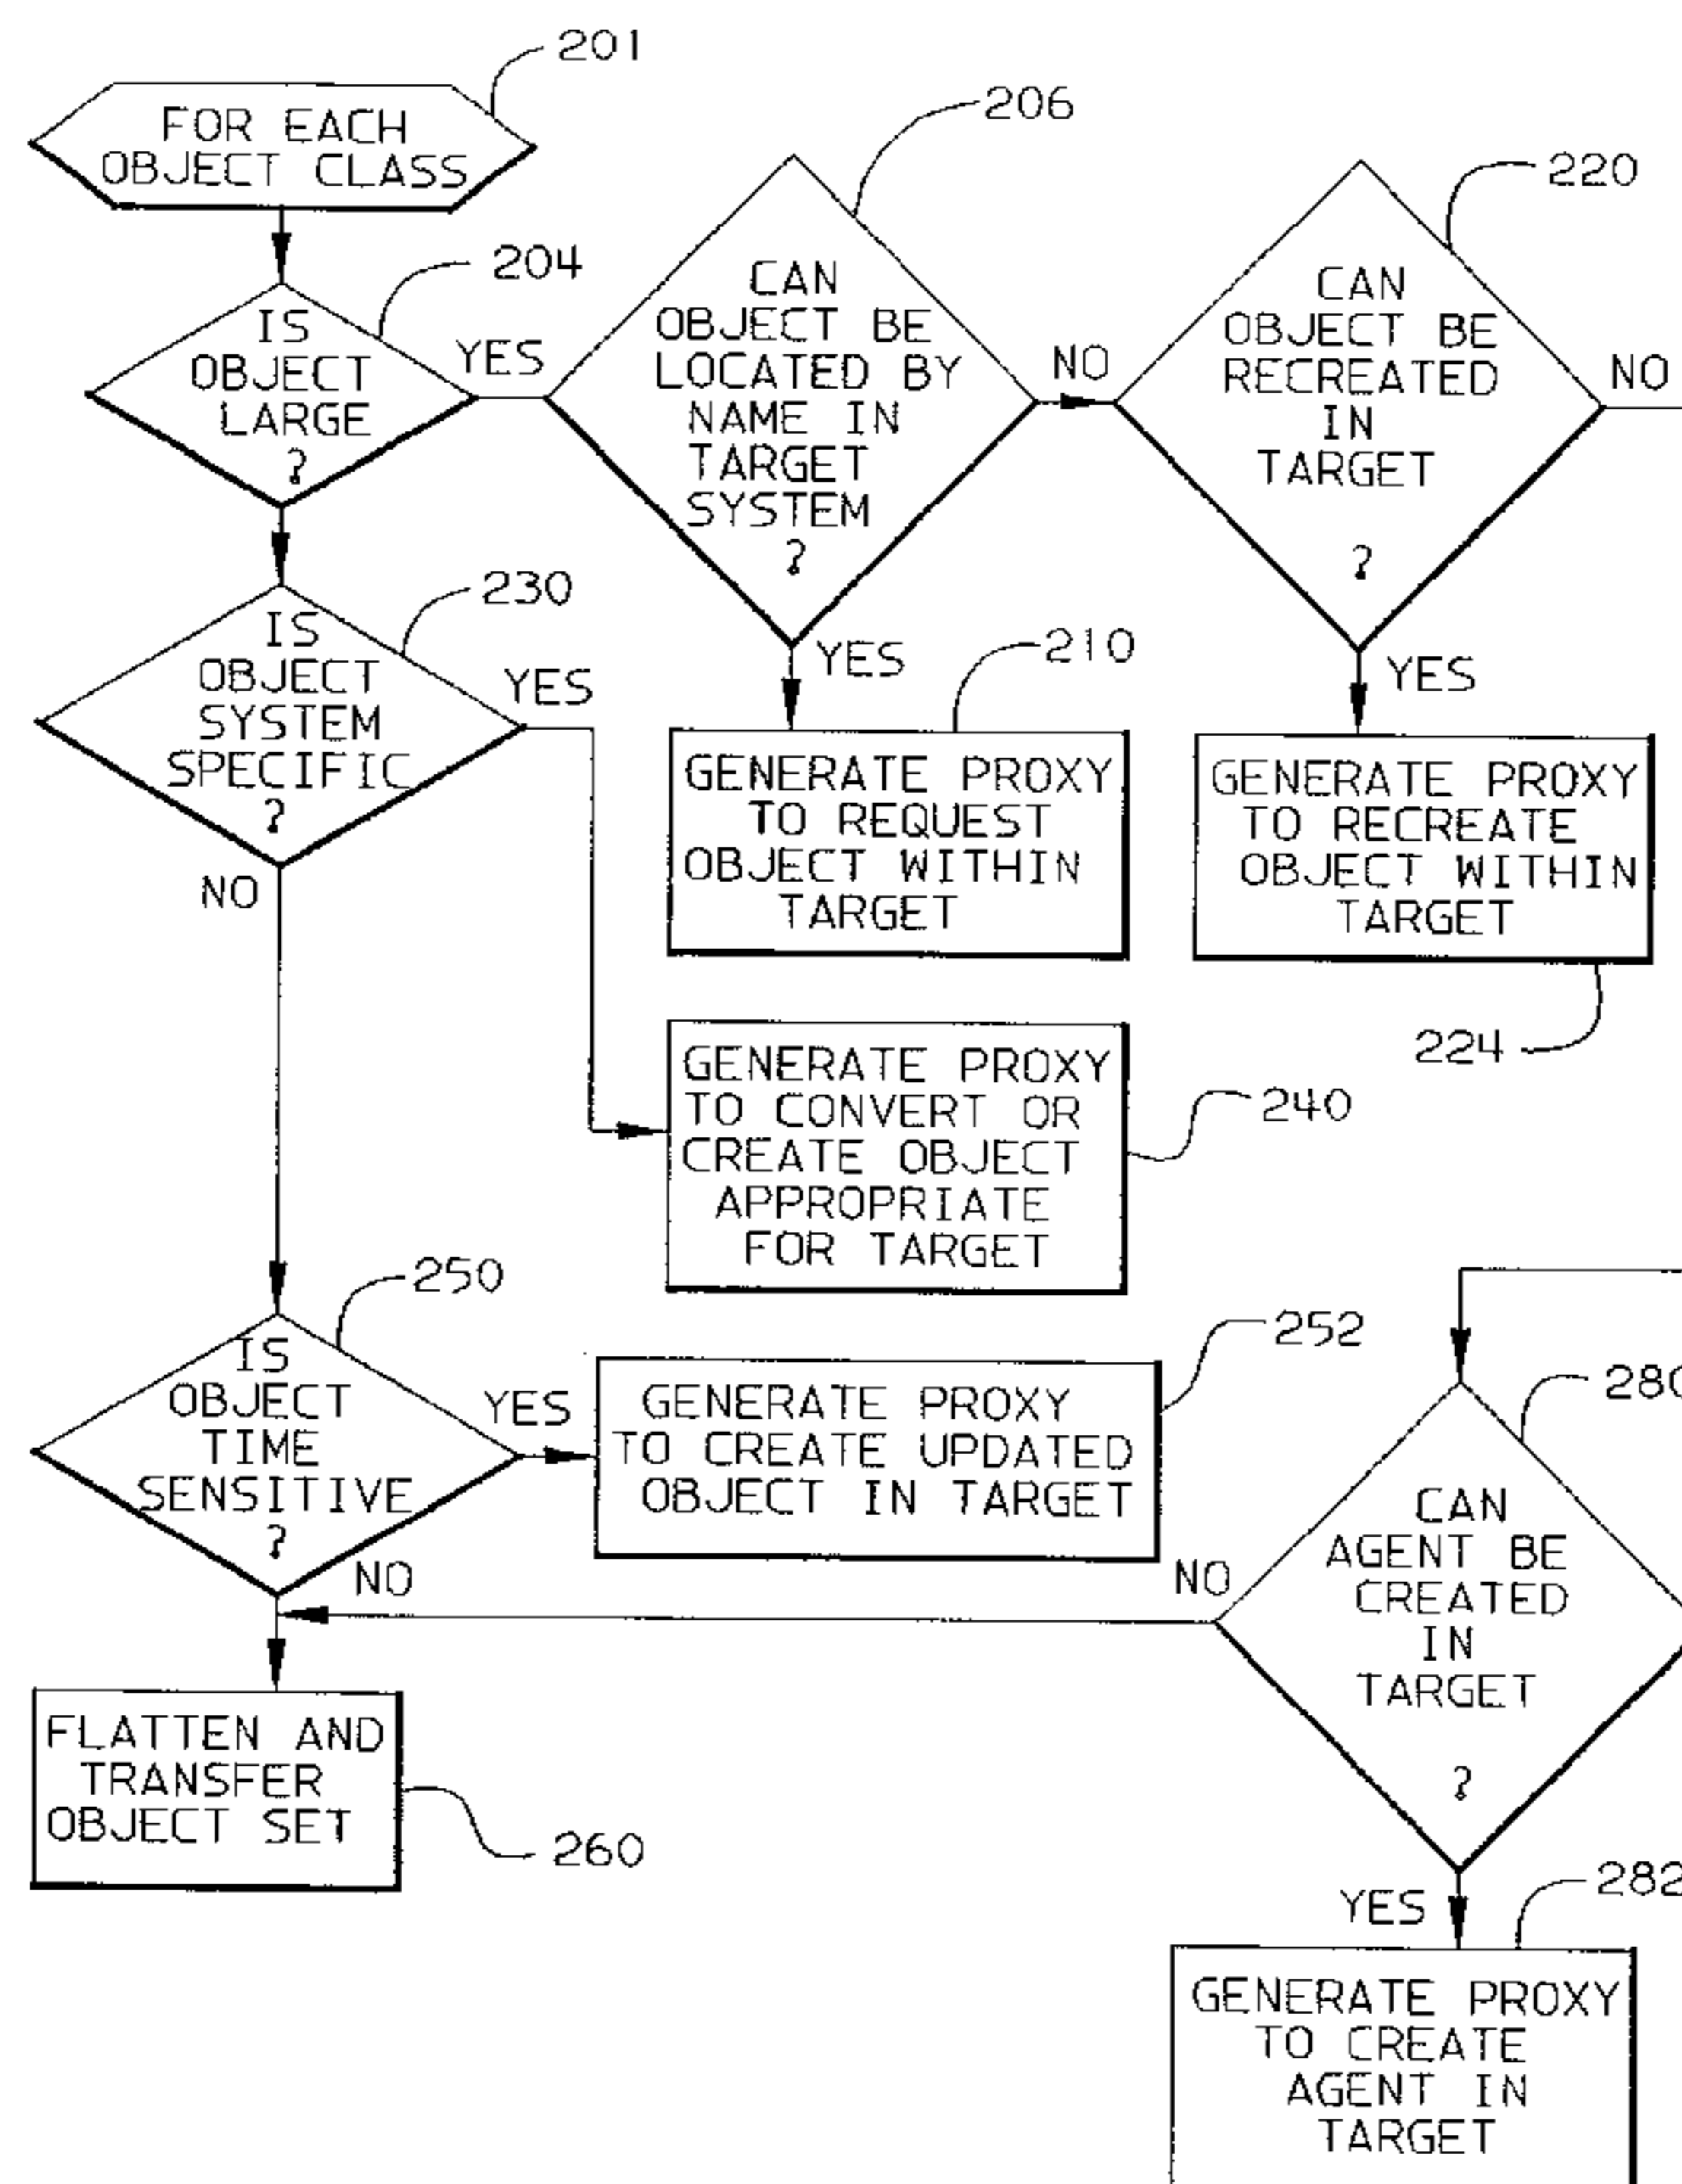 201
FOR EACH
OBJECT CLASS
204
IS
OBJECT
LARGE
?
YES
206
CAN
OBJECT BE
LOCATED BY
NAME IN
TARGET
SYSTEM
?
NO
220
CAN
OBJECT BE
RECREATED
IN
TARGET
?
NO
230
IS
OBJECT
SYSTEM
SPECIFIC
?
YES
NO
YES
210
GENERATE PROXY
TO REQUEST
OBJECT WITHIN
TARGET
YES
GENERATE PROXY
TO RECREATE
OBJECT WITHIN
TARGET
224
GENERATE PROXY
TO CONVERT OR
CREATE OBJECT
APPROPRIATE
FOR TARGET
240
250
IS
OBJECT
TIME
SENSITIVE
?
YES
NO
252
GENERATE PROXY
TO CREATE UPDATED
OBJECT IN TARGET
280
CAN
AGENT BE
CREATED
IN
TARGET
?
NO
YES
FLATTEN AND
TRANSFER
OBJECT SET
260
282
GENERATE PROXY
TO CREATE
AGENT IN
TARGET